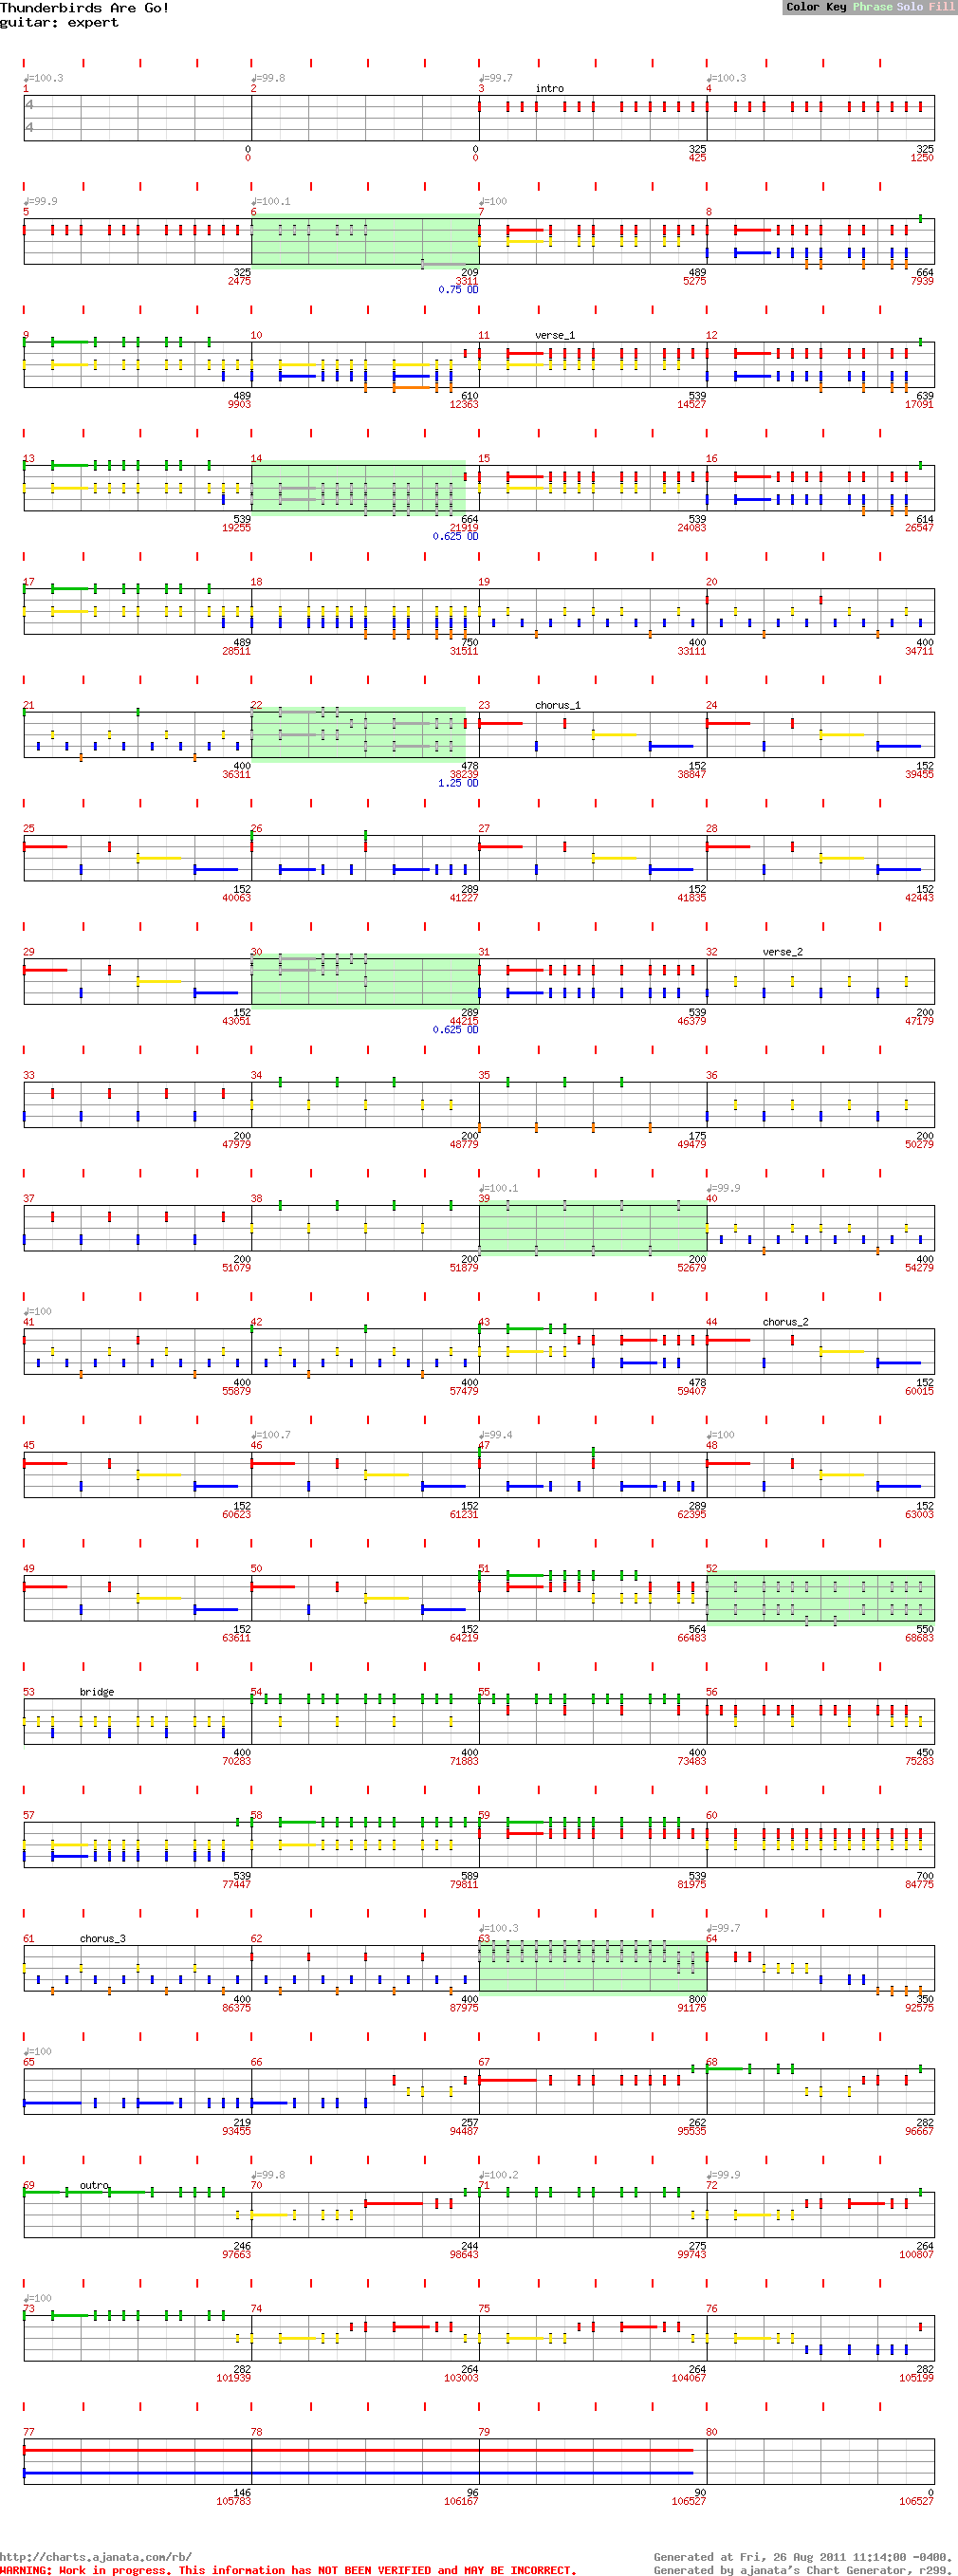 Thunderbirds Are Go!
guitar: expert
Color Key Phrase Solo Fill
♩=100.3 ♩=99.8 ♩=99.7 ♩=100.3
1 2 3 intro 4
4
4
0 0 325 325
0 0 425 1250
♩=99.9 ♩=100.1 ♩=100
5 6 7 8
325 209 489 664
2475 3311 5275 7939
0.75 OD
9 10 11 verse_1 12
489 610 539 639
9903 12363 14527 17091
13 14 15 16
539 664 539 614
19255 21919 24083 26547
0.625 OD
17 18 19 20
489 750 400 400
28511 31511 33111 34711
21 22 23 chorus_1 24
400 478 152 152
36311 38239 38847 39455
1.25 OD
25 26 27 28
152 289 152 152
40063 41227 41835 42443
29 30 31 32 verse_2
152 289 539 200
43051 44215 46379 47179
0.625 OD
33 34 35 36
200 200 175 200
47979 48779 49479 50279
♩=100.1 ♩=99.9
37 38 39 40
200 200 200 400
51079 51879 52679 54279
♩=100
41 42 43 44 chorus_2
400 400 478 152
55879 57479 59407 60015
♩=100.7 ♩=99.4 ♩=100
45 46 47 48
152 152 289 152
60623 61231 62395 63003
49 50 51 52
152 152 564 550
63611 64219 66483 68683
53 bridge 54 55 56
400 400 400 450
70283 71883 73483 75283
57 58 59 60
539 589 539 700
77447 79811 81975 84775
♩=100.3 ♩=99.7
61 chorus_3 62 63 64
400 400 800 350
86375 87975 91175 92575
♩=100
65 66 67 68
219 257 262 282
93455 94487 95535 96667
♩=99.8 ♩=100.2 ♩=99.9
69 outro 70 71 72
246 244 275 264
97663 98643 99743 100807
♩=100
73 74 75 76
282 264 264 282
101939 103003 104067 105199
77 78 79 80
146 96 90 0
105783 106167 106527 106527
http://charts.ajanata.com/rb/ Generated at Fri, 26 Aug 2011 11:14:00 -0400.
WARNING: Work in progress. This information has NOT BEEN VERIFIED and MAY BE INCORRECT. Generated by ajanata's Chart Generator, r299.